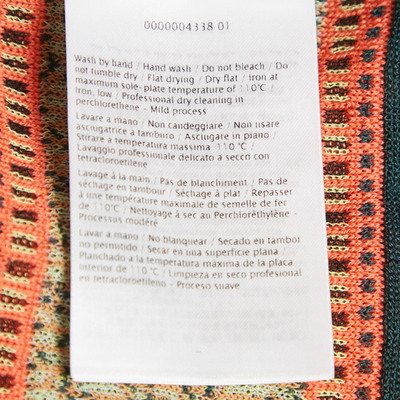 0000004338 01
Wash by hand / Hand wash / Do not bleach / Do
not tumble dry / Flat drying / Dry flat / Iron at
maximum sole-plate temperature of 110°C /
Iron, low / Professional dry cleaning in
perchlorethene - Mild process
Lavare a mano / Non candeggiare / Non usare
asciugatrice a tamburo / Asciugare in piano /
Stirare a temperatura massima 110°C /
Lavaggio professionale delicato a secco con
tetracloroetilene
Lavage à la main / Pas de blanchiment / Pas de
séchage en tambour / Séchage à plat / Repasser
à une température maximale de semelle de fer
de 110°C / Nettoyage à sec au Perchloréthylène -
Processus modéré
Lavar a mano / No blanquear / Secado en tambor
no permitido / Secar en una superficie plana /
Planchado a la temperatura máxima de la placa
interior de 110°C / Limpieza en seco profesional
en tetracloroetileno - Proceso suave